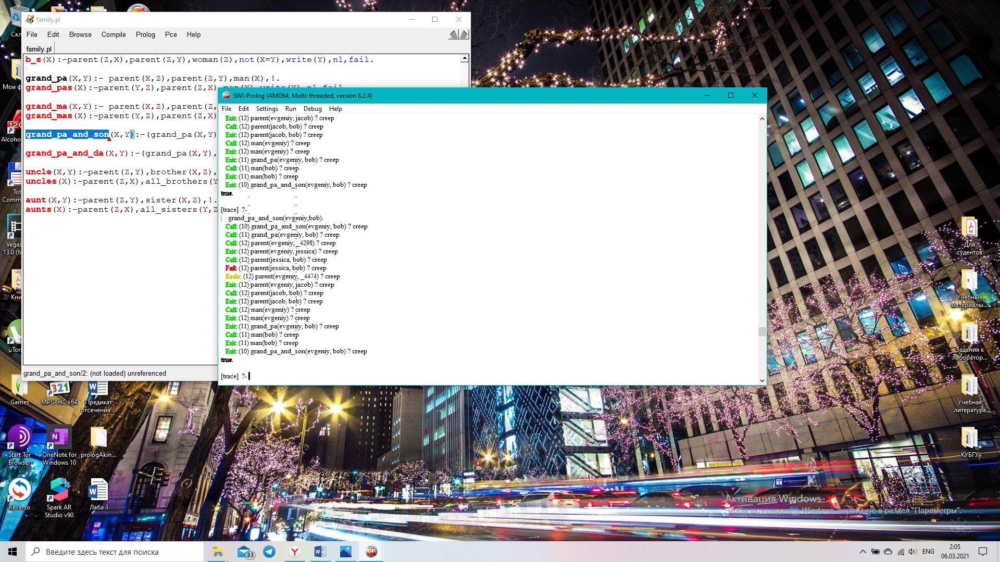 family.pl
File Edit Browse Compile Prolog Pce Help
family.pl
b_s(X):-parent(Z,X),parent(Z,Y),woman(Z),not(X=Y),write(Y),nl,fail.
grand_pa(X,Y):- parent(X,Z),parent(Z,Y),man(X),!.
grand_pas(X):-parent(Y,Z),parent(Z,X),man(Y),write(Y),nl,fail.
grand_ma(X,Y):- parent(X,Z),parent(Z,
grand_mas(X):-parent(Y,Z),parent(Z,X)
grand_pa_and_son(X,Y):-(grand_pa(X,Y)
grand_pa_and_da(X,Y):-(grand_pa(X,Y),
uncle(X,Y):-parent(Z,Y),brother(X,Z),
uncles(X):-parent(Z,X),all_brothers(Y
aunt(X,Y):-parent(Z,Y),sister(X,Z),!.
aunts(X):-parent(Z,X),all_sisters(Y,Z
grand_pa_and_son/2: (not loaded) unreferenced
SWI-Prolog (AMD64, Multi-threaded, version 8.2.4)
File Edit Settings Run Debug Help
Exit: (12) parent(evgeniy, jacob) ? creep
Call: (12) parent(jacob, bob) ? creep
Exit: (12) parent(jacob, bob) ? creep
Call: (12) man(evgeniy) ? creep
Exit: (12) man(evgeniy) ? creep
Exit: (11) grand_pa(evgeniy, bob) ? creep
Call: (11) man(bob) ? creep
Exit: (11) man(bob) ? creep
Exit: (10) grand_pa_and_son(evgeniy, bob) ? creep
true.
[trace] ?-
| grand_pa_and_son(evgeniy,bob).
Call: (10) grand_pa_and_son(evgeniy, bob) ? creep
Call: (11) grand_pa(evgeniy, bob) ? creep
Call: (12) parent(evgeniy, _4298) ? creep
Exit: (12) parent(evgeniy, jessica) ? creep
Call: (12) parent(jessica, bob) ? creep
Fail: (12) parent(jessica, bob) ? creep
Redo: (12) parent(evgeniy, _4474) ? creep
Exit: (12) parent(evgeniy, jacob) ? creep
Call: (12) parent(jacob, bob) ? creep
Exit: (12) parent(jacob, bob) ? creep
Call: (12) man(evgeniy) ? creep
Exit: (12) man(evgeniy) ? creep
Exit: (11) grand_pa(evgeniy, bob) ? creep
Call: (11) man(bob) ? creep
Exit: (11) man(bob) ? creep
Exit: (10) grand_pa_and_son(evgeniy, bob) ? creep
true.
[trace] ?-
Мои ф
Alcoho
Tot
Comm
Vegas
13.0 (6
Кни
µTorr
Games
MPC-HC x64
Предикат
отсечения ...
Start Tor
Browser
OneNote for
Windows 10
prologAkin...
Reverso
Spark AR
Studio v90
Лаба 3
Для
судентов
Учебные
материалы...
Задания к
лаборатор...
Учебная
литература
КУБГУ
Активация Windows
Чтобы активировать Windows, перейдите в раздел "Параметры".
Введите здесь текст для поиска
33
ENG
2:05
06.03.2021